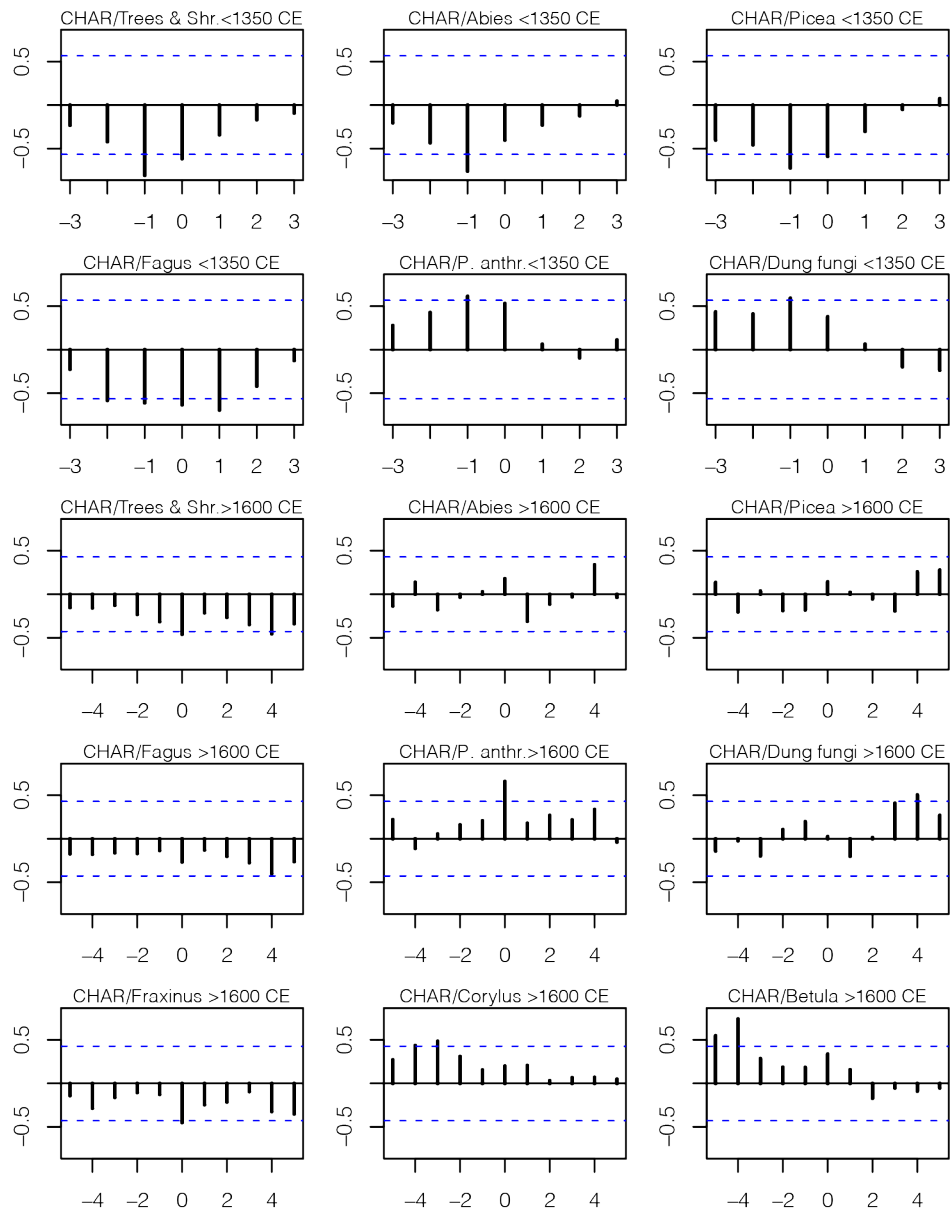 CHAR/Trees & Shr.<1350 CE CHAR/Abies <1350 CE CHAR/Picea <1350 CE
0.5 0.5 0.5
−0.5 −0.5 −0.5
−3 −1 0 1 2 3 −3 −1 0 1 2 3 −3 −1 0 1 2 3
CHAR/Fagus <1350 CE CHAR/P. anthr.<1350 CE CHAR/Dung fungi <1350 CE
0.5 0.5 0.5
−0.5 −0.5 −0.5
−3 −1 0 1 2 3 −3 −1 0 1 2 3 −3 −1 0 1 2 3
CHAR/Trees & Shr.>1600 CE CHAR/Abies >1600 CE CHAR/Picea >1600 CE
0.5 0.5 0.5
−0.5 −0.5 −0.5
−4 −2 0 2 4 −4 −2 0 2 4 −4 −2 0 2 4
CHAR/Fagus >1600 CE CHAR/P. anthr.>1600 CE CHAR/Dung fungi >1600 CE
0.5 0.5 0.5
−0.5 −0.5 −0.5
−4 −2 0 2 4 −4 −2 0 2 4 −4 −2 0 2 4
CHAR/Fraxinus >1600 CE CHAR/Corylus >1600 CE CHAR/Betula >1600 CE
0.5 0.5 0.5
−0.5 −0.5 −0.5
−4 −2 0 2 4 −4 −2 0 2 4 −4 −2 0 2 4